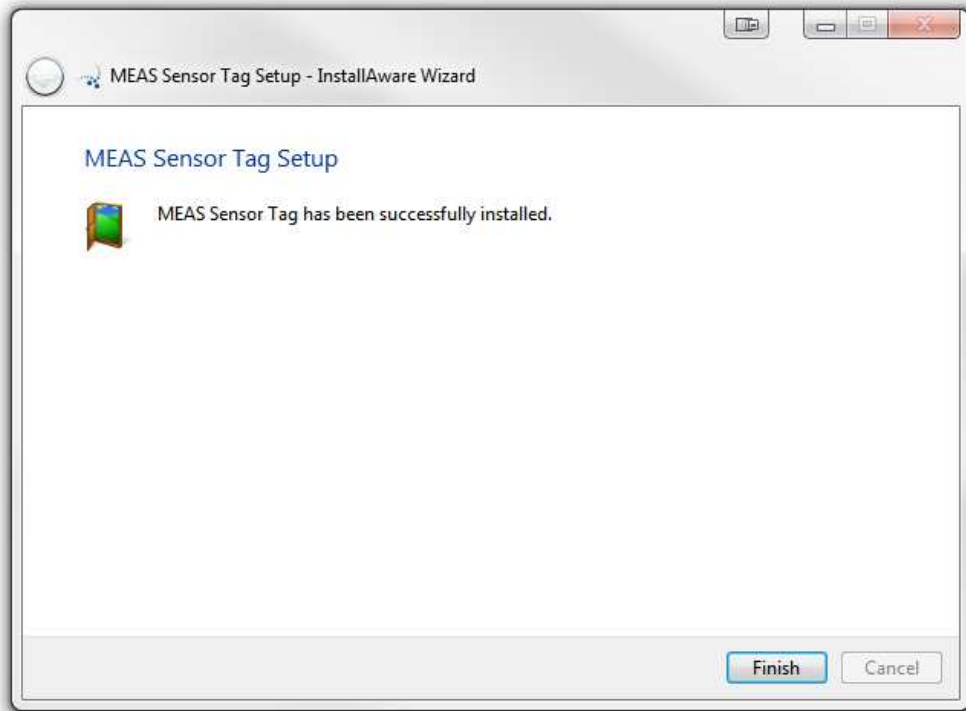 MEAS Sensor Tag Setup - InstallAware Wizard
MEAS Sensor Tag Setup
MEAS Sensor Tag has been successfully installed.
Finish Cancel